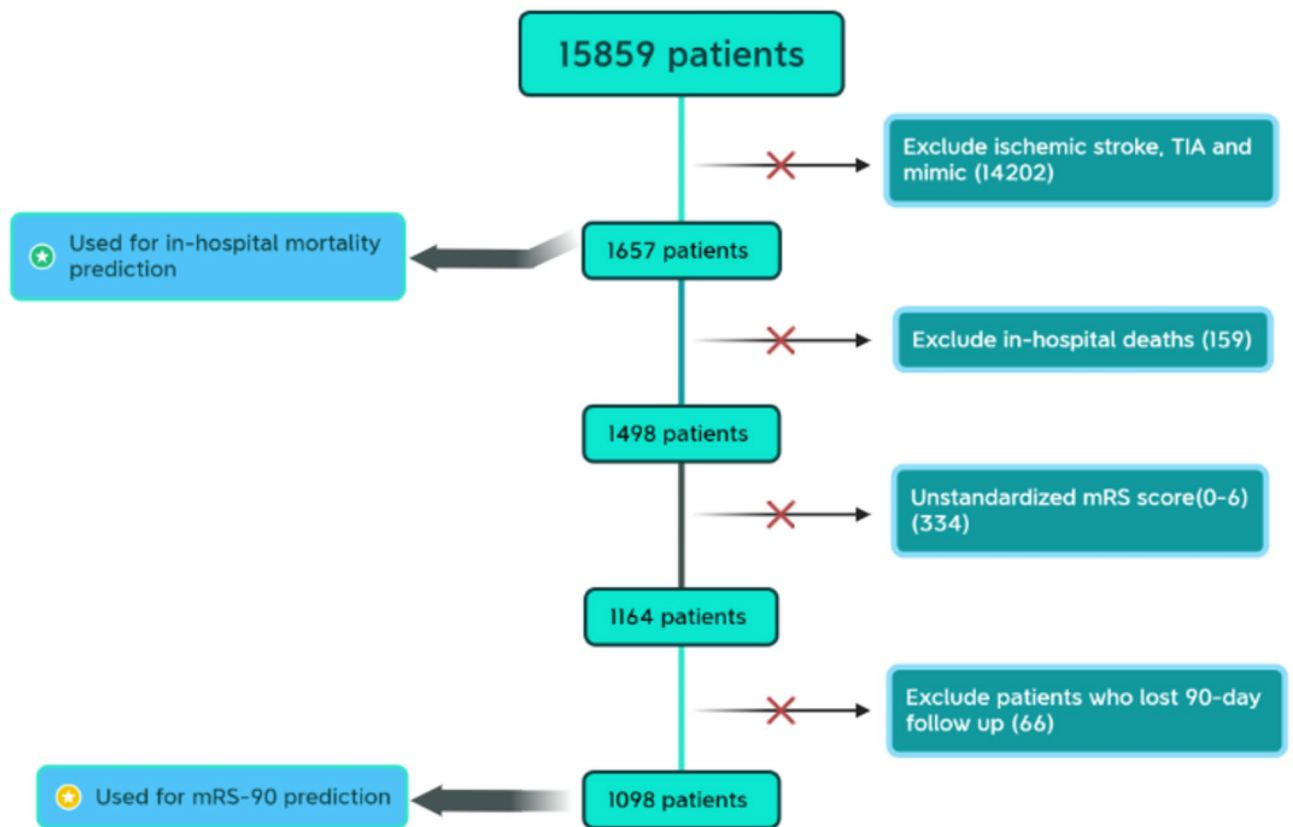 15859 patients
Exclude ischemic stroke, TIA and
mimic (14202)
Used for in-hospital mortality
prediction
1657 patients
Exclude in-hospital deaths (159)
1498 patients
Unstandardized mRS score(0-6)
(334)
1164 patients
Exclude patients who lost 90-day
follow up (66)
Used for mRS-90 prediction
1098 patients